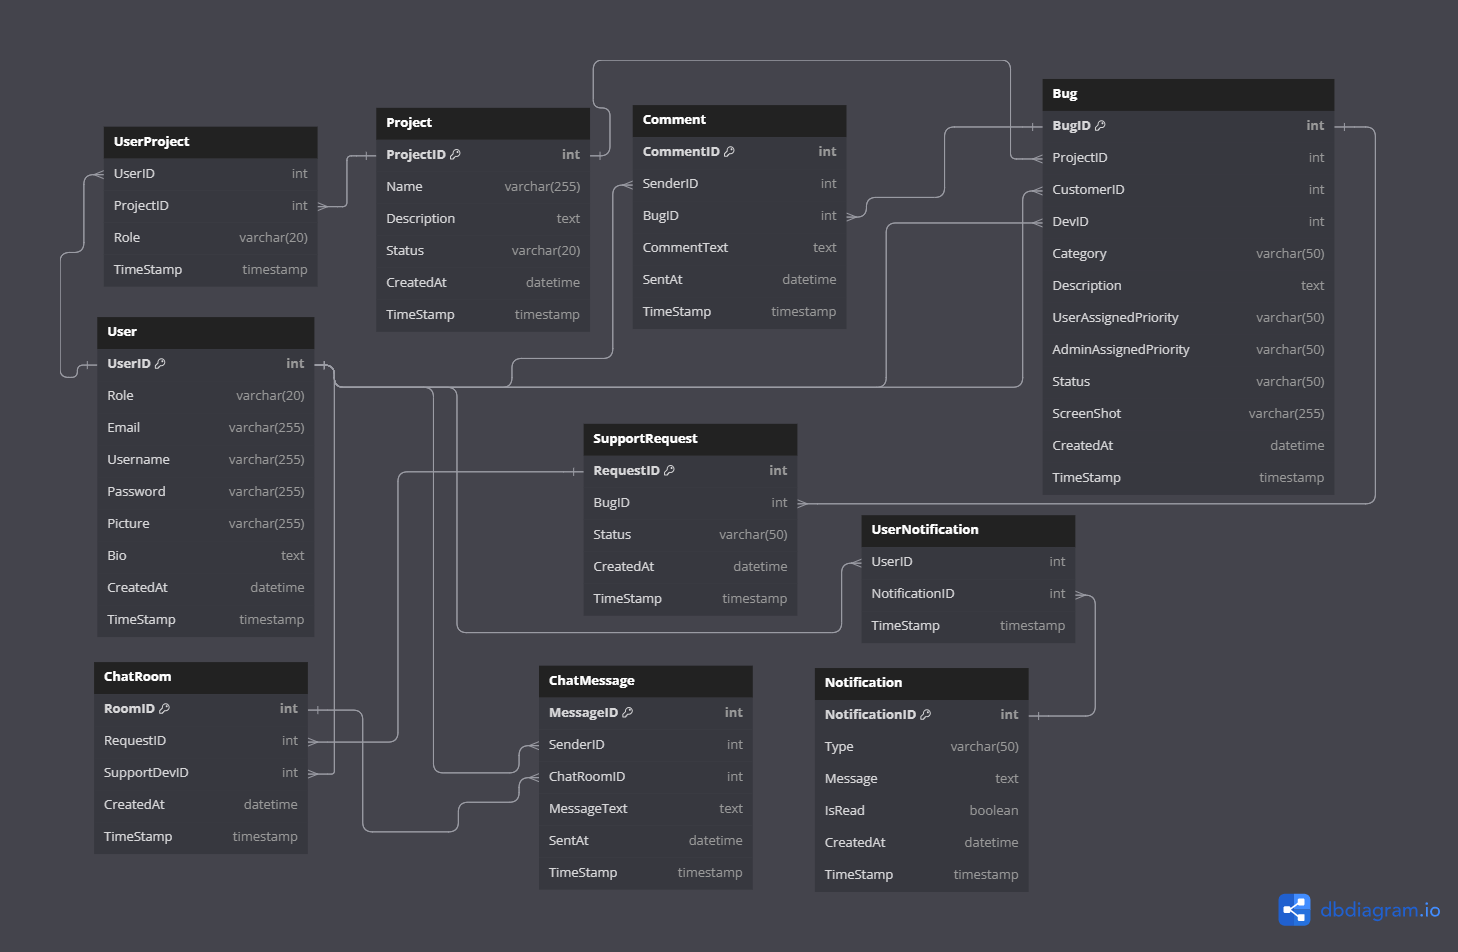 UserProject
UserID int
ProjectID int
Role varchar(20)
TimeStamp timestamp
Project
ProjectID int
Name varchar(255)
Description text
Status varchar(20)
CreatedAt datetime
TimeStamp timestamp
Comment
CommentID int
SenderID int
BugID int
CommentText text
SentAt datetime
TimeStamp timestamp
Bug
BugID int
ProjectID int
CustomerID int
DevID int
Category varchar(50)
Description text
UserAssignedPriority varchar(50)
AdminAssignedPriority varchar(50)
Status varchar(50)
ScreenShot varchar(255)
CreatedAt datetime
TimeStamp timestamp
User
UserID int
Role varchar(20)
Email varchar(255)
Username varchar(255)
Password varchar(255)
Picture varchar(255)
Bio text
CreatedAt datetime
TimeStamp timestamp
SupportRequest
RequestID int
BugID int
Status varchar(50)
CreatedAt datetime
TimeStamp timestamp
UserNotification
UserID int
NotificationID int
TimeStamp timestamp
ChatRoom
RoomID int
RequestID int
SupportDevID int
CreatedAt datetime
TimeStamp timestamp
ChatMessage
MessageID int
SenderID int
ChatRoomID int
MessageText text
SentAt datetime
TimeStamp timestamp
Notification
NotificationID int
Type varchar(50)
Message text
IsRead boolean
CreatedAt datetime
TimeStamp timestamp
dbdiagram.io